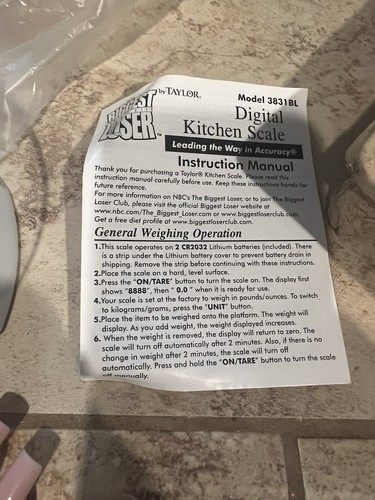 BIGGEST
LOSER™
by TAYLOR®
Model 3831BL
Digital
Kitchen Scale
Leading the Way in Accuracy®
Instruction Manual
Thank you for purchasing a Taylor® Kitchen Scale. Please read this
instruction manual carefully before use. Keep these instructions handy for
future reference.
For more information on NBC's The Biggest Loser, or to join The Biggest
Loser Club, please visit the official Biggest Loser website at
www.nbc.com/The_Biggest_Loser.com or www.biggestloserclub.com.
Get a free diet profile at www.biggestloserclub.com.
General Weighing Operation
1.This scale operates on 2 CR2032 Lithium batteries (included). There
is a strip under the Lithium battery cover to prevent battery drain in
shipping. Remove the strip before continuing with these instructions.
2.Place the scale on a hard, level surface.
3.Press the "ON/TARE" button to turn the scale on. The display first
shows "8888", then " 0.0 " when it is ready for use.
4.Your scale is set at the factory to weigh in pounds/ounces. To switch
to kilograms/grams, press the "UNIT" button.
5.Place the item to be weighed onto the platform. The weight will
display. As you add weight, the weight displayed increases.
6. When the weight is removed, the display will return to zero. The
scale will turn off automatically after 2 minutes. Also, if there is no
change in weight after 2 minutes, the scale will turn off
automatically. Press and hold the "ON/TARE" button to turn the scale
off manually.